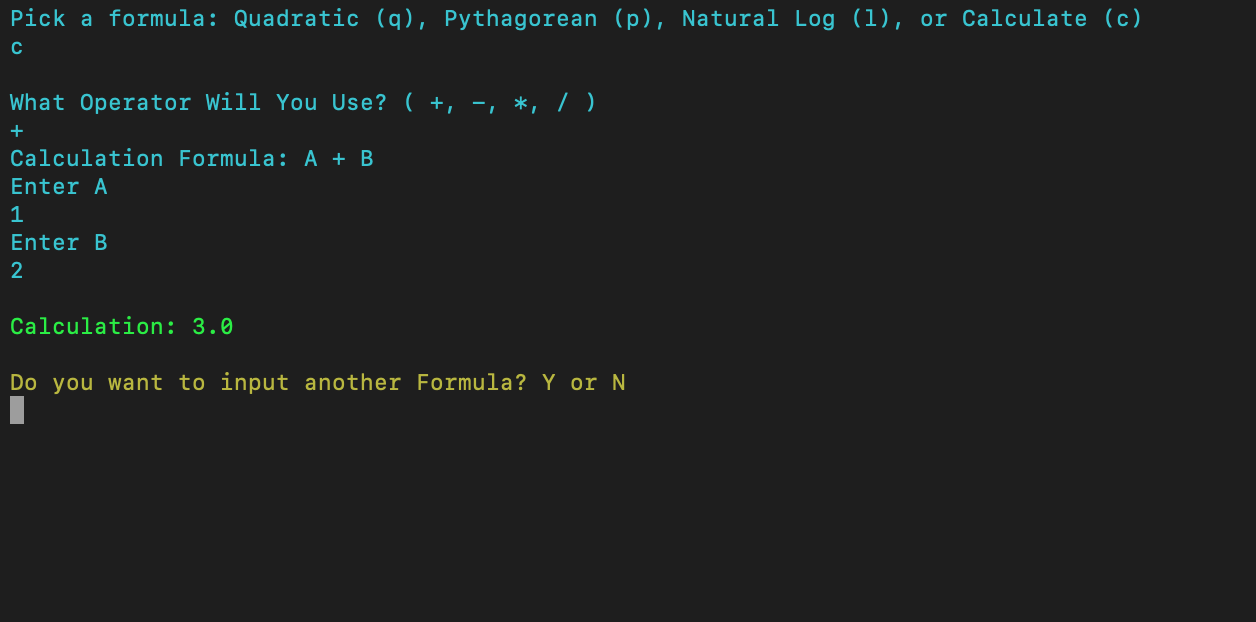 Pick a formula: Quadratic (q), Pythagorean (p), Natural Log (l), or Calculate (c)
c
What Operator Will You Use? ( +, -, *, / )
+
Calculation Formula: A + B
Enter A
1
Enter B
2
Calculation: 3.0
Do you want to input another Formula? Y or N